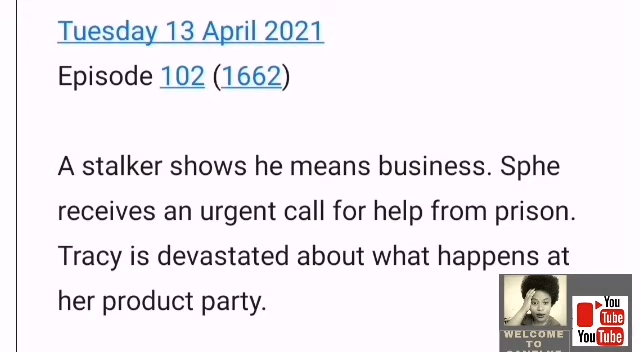 Tuesday 13 April 2021
Episode 102 (1662)
A stalker shows he means business. Sphe
receives an urgent call for help from prison.
Tracy is devastated about what happens at
her product party.
WELCOME
TO
You
Tube
YouTube